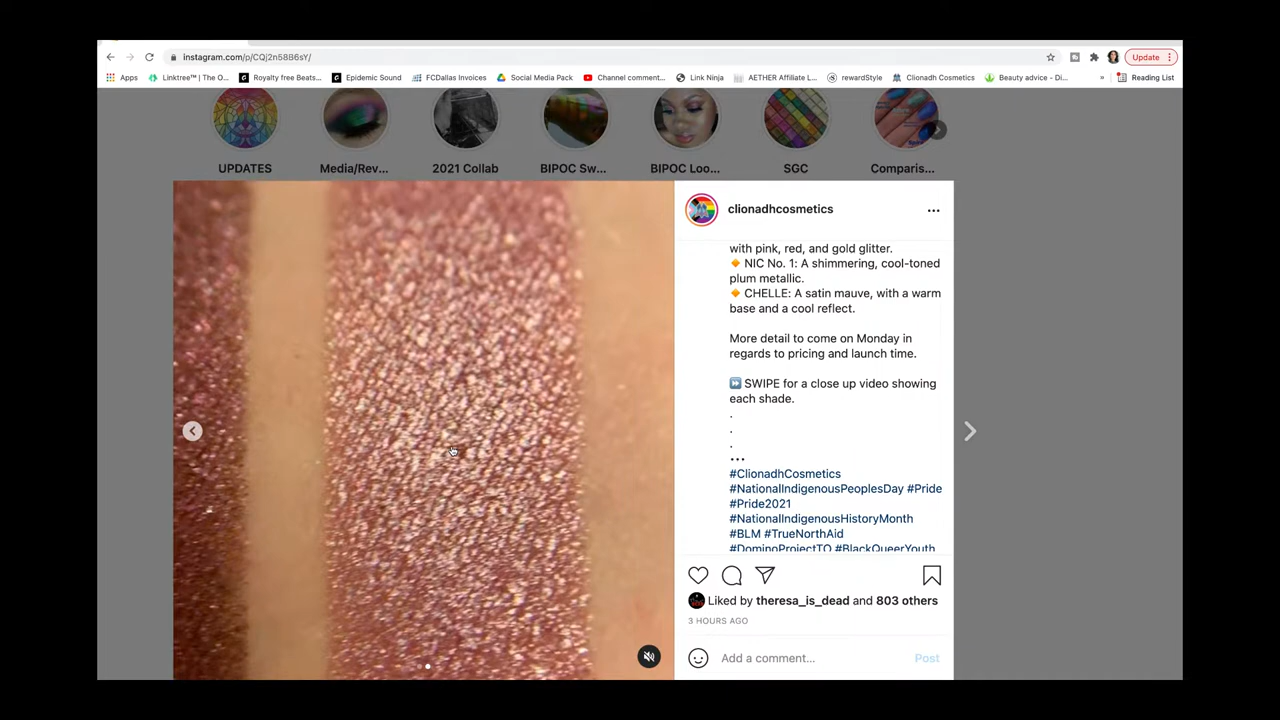 instagram.com/p/CQj2n58B6sY/
Update
Apps
Linktree™ | The O...
Royalty free Beats...
Epidemic Sound
FCDallas Invoices
Social Media Pack
Channel comment...
Link Ninja
AETHER Affiliate L...
rewardStyle
Clionadh Cosmetics
Beauty advice - Di...
»
Reading List
UPDATES
Media/Rev...
2021 Collab
BIPOC Sw...
BIPOC Loo...
SGC
Comparis...
clionadhcosmetics
with pink, red, and gold glitter.
🔸 NIC No. 1: A shimmering, cool-toned
plum metallic.
🔸 CHELLE: A satin mauve, with a warm
base and a cool reflect.
More detail to come on Monday in
regards to pricing and launch time.
⏩ SWIPE for a close up video showing
each shade.
.
.
.
•••
#ClionadhCosmetics
#NationalIndigenousPeoplesDay #Pride
#Pride2021
#NationalIndigenousHistoryMonth
#BLM #TrueNorthAid
#DominoProjectTO #BlackQueerYouth
Liked by theresa_is_dead and 803 others
3 HOURS AGO
Add a comment...
Post